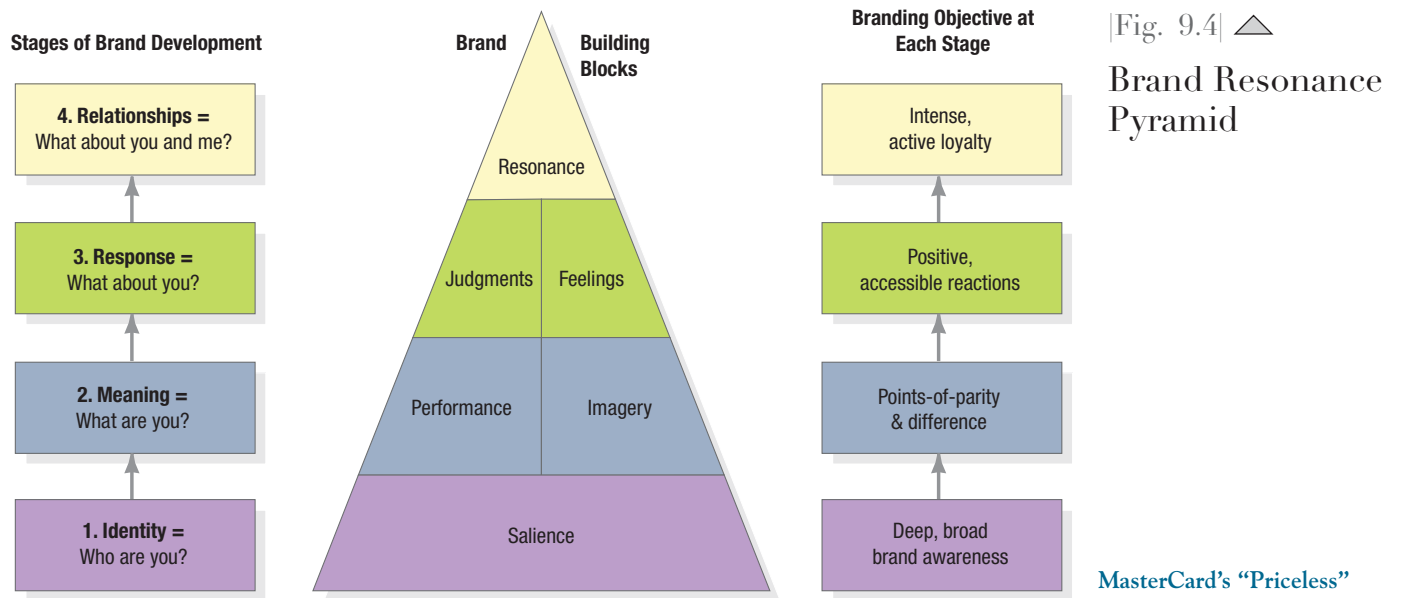 Stages of Brand Development
4. Relationships =
What about you and me?
3. Response =
What about you?
2. Meaning =
What are you?
1. Identity =
Who are you?
Brand
Building
Blocks
Resonance
Judgments
Feelings
Performance
Imagery
Salience
Branding Objective at
Each Stage
Intense,
active loyalty
Positive,
accessible reactions
Points-of-parity
& difference
Deep, broad
brand awareness
|Fig. 9.4|
Brand Resonance
Pyramid
MasterCard’s “Priceless”